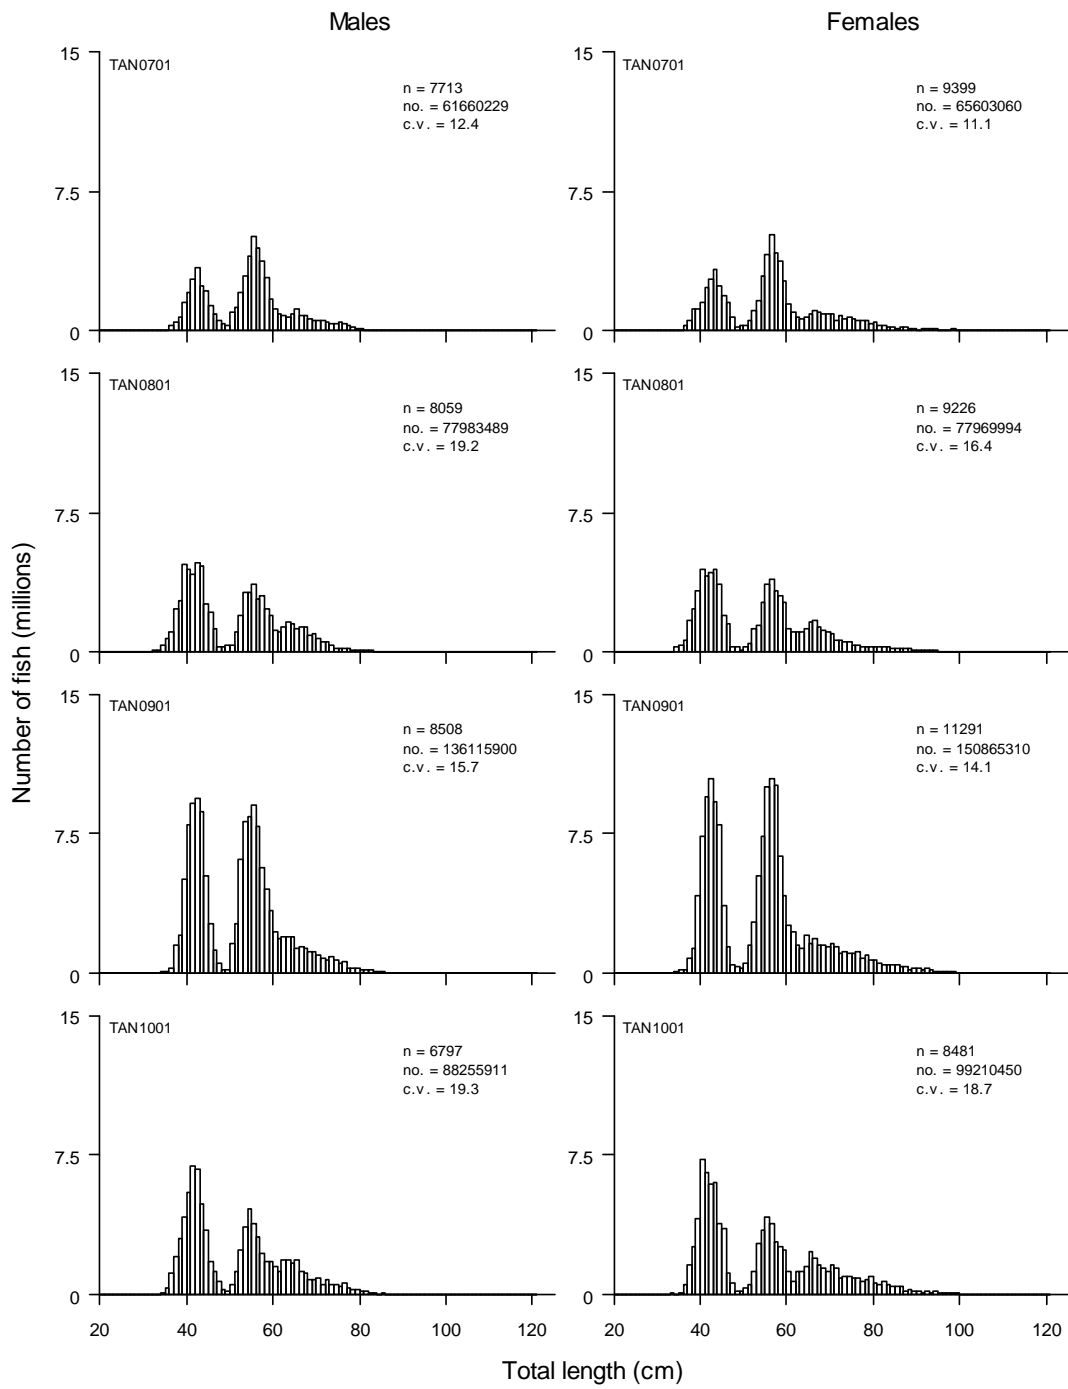 Males
Females
15
TAN0701
n = 7713
no. = 61660229
c.v. = 12.4
7.5
0
15
TAN0701
n = 9399
no. = 65603060
c.v. = 11.1
7.5
0
15
TAN0801
n = 8059
no. = 77983489
c.v. = 19.2
7.5
0
15
TAN0801
n = 9226
no. = 77969994
c.v. = 16.4
7.5
0
Number of fish (millions)
15
TAN0901
n = 8508
no. = 136115900
c.v. = 15.7
7.5
0
15
TAN0901
n = 11291
no. = 150865310
c.v. = 14.1
7.5
0
15
TAN1001
n = 6797
no. = 88255911
c.v. = 19.3
7.5
0
20 40 60 80 100 120
15
TAN1001
n = 8481
no. = 99210450
c.v. = 18.7
7.5
0
20 40 60 80 100 120
Total length (cm)